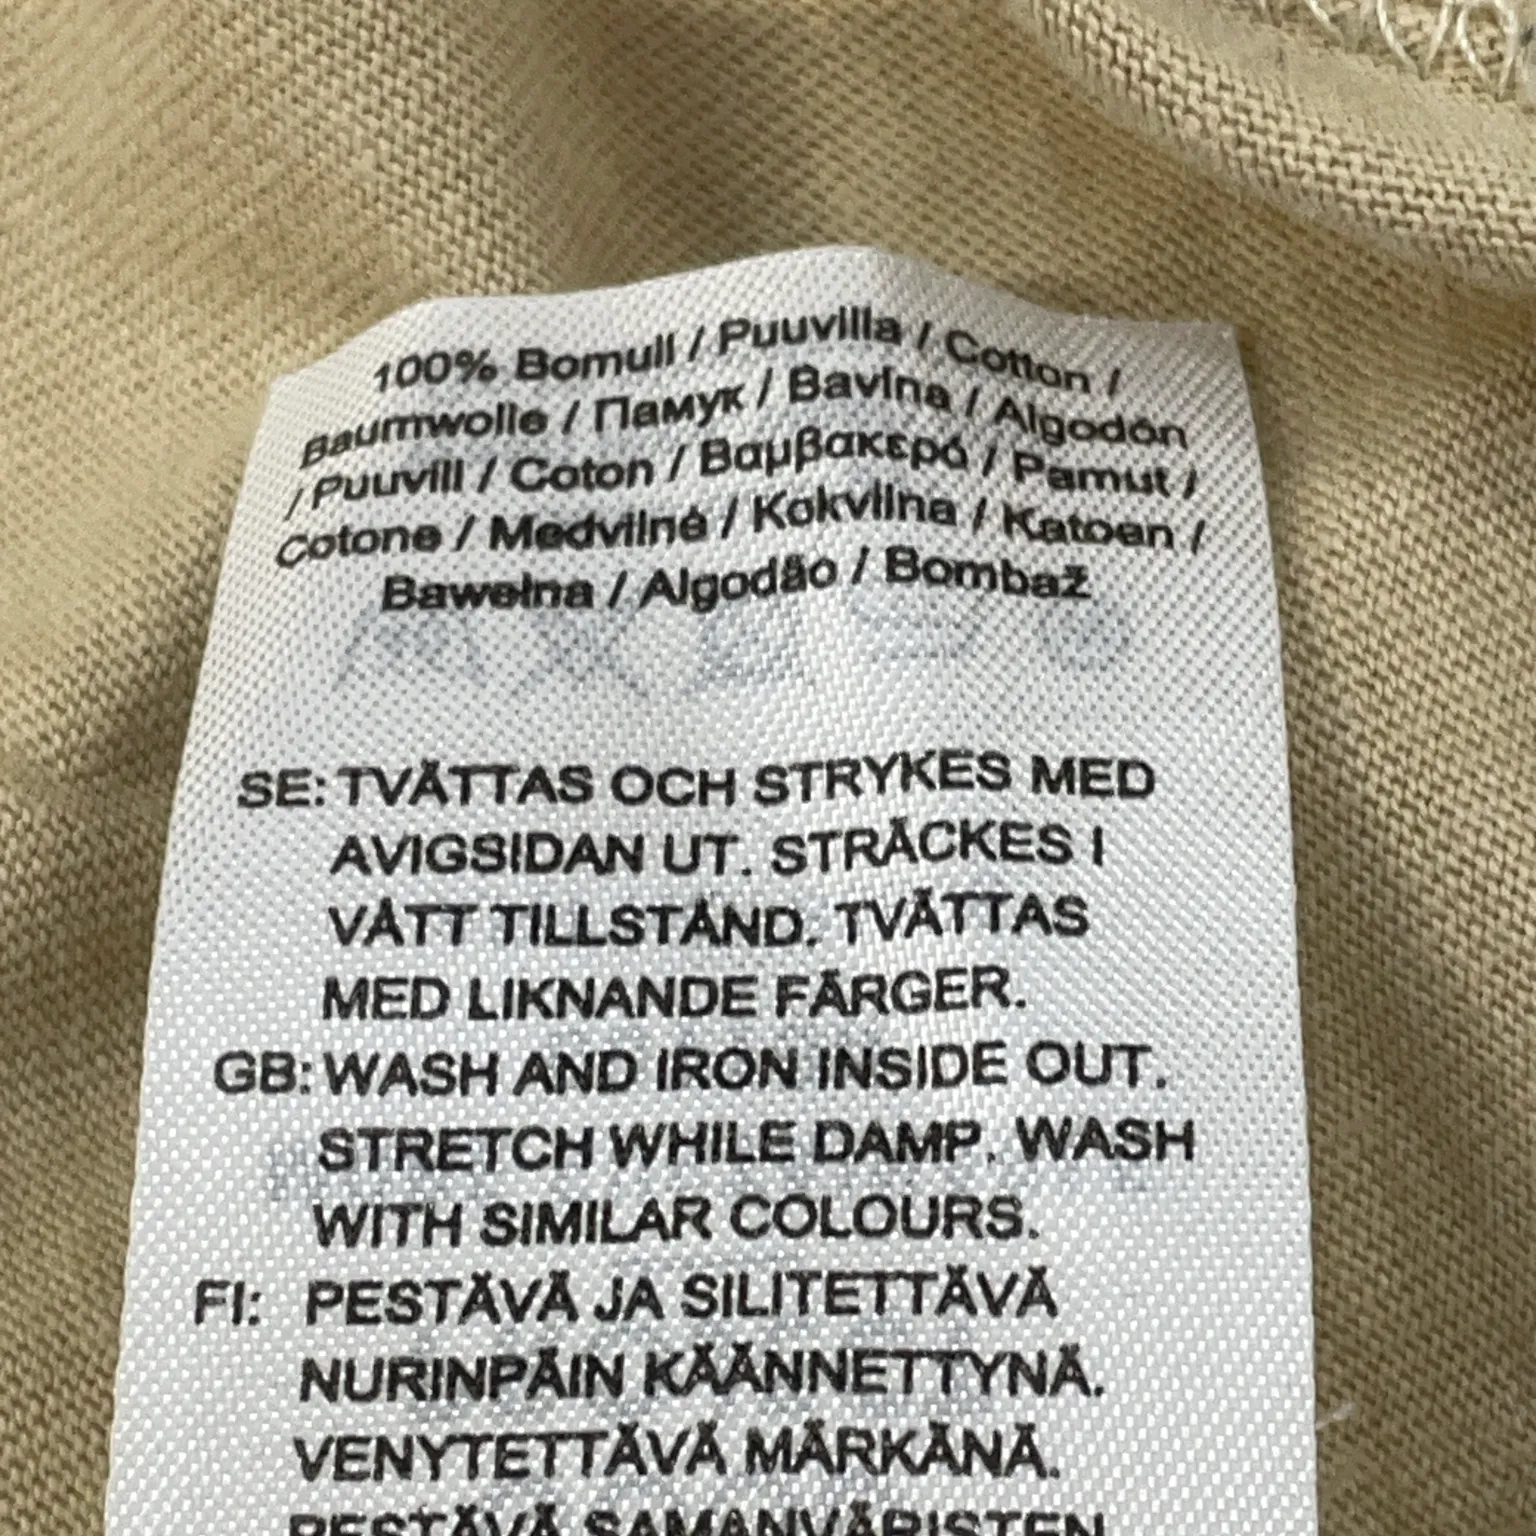 100% Bomull / Puuvilla / Cotton /
Baumwolle / Памук / Bavlna / Algodón
/ Puuvill / Coton / Βαμβακερό / Pamut /
Cotone / Medvilnė / Kokvilna / Katoen /
Bawełna / Algodão / Bombaž
SE: TVÄTTAS OCH STRYKES MED
AVIGSIDAN UT. STRÄCKES I
VÅTT TILLSTÅND. TVÄTTAS
MED LIKNANDE FÄRGER.
GB: WASH AND IRON INSIDE OUT.
STRETCH WHILE DAMP. WASH
WITH SIMILAR COLOURS.
FI: PESTÄVÄ JA SILITETTÄVÄ
NURINPÄIN KÄÄNNETTYNÄ.
VENYTETTÄVÄ MÄRKÄNÄ.
PESTÄVÄ SAMANVÄRISTEN